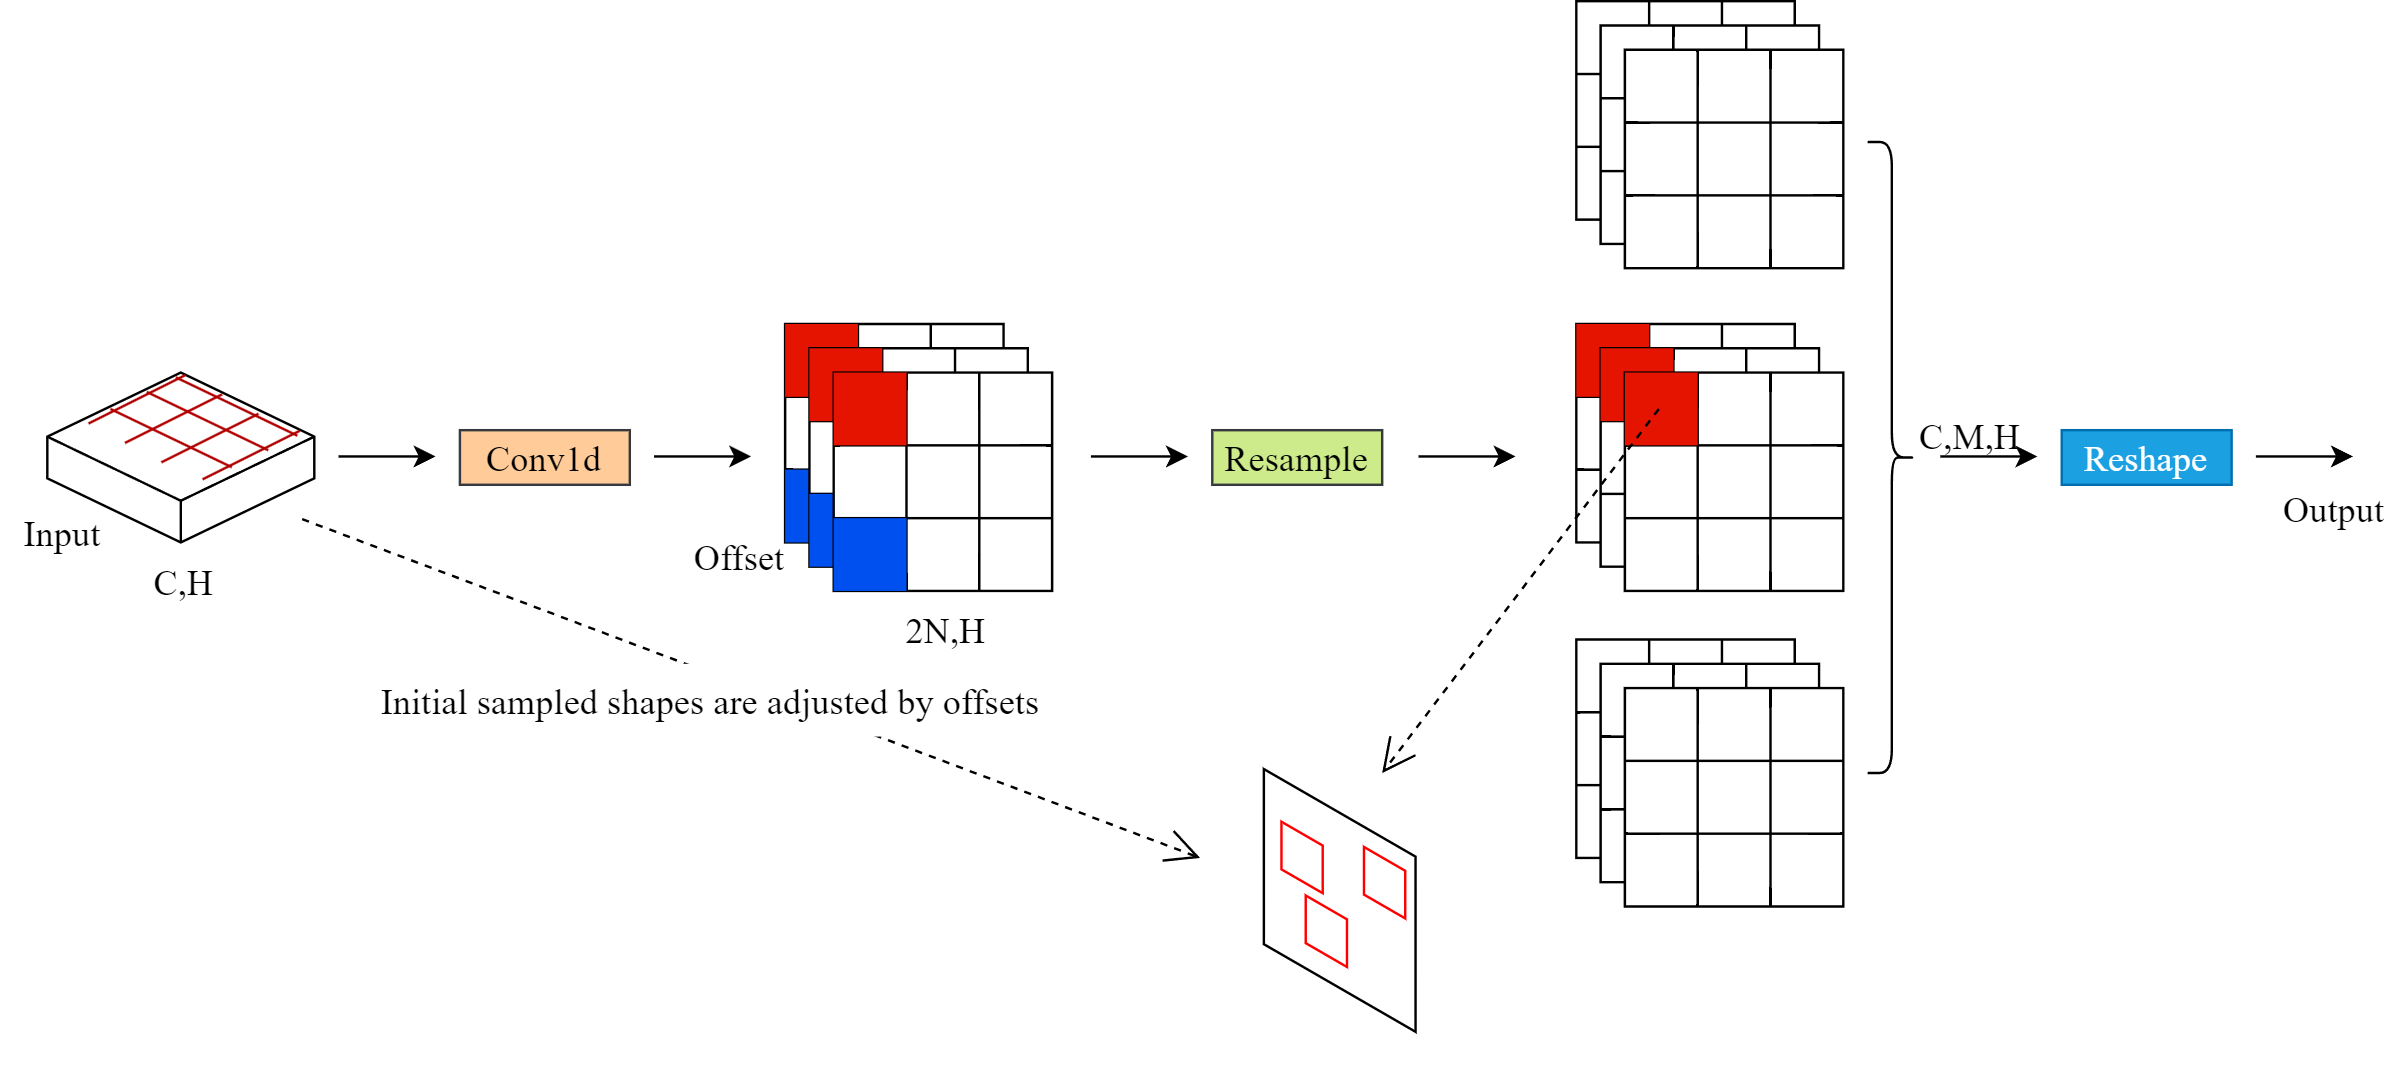 Input
C,H
Conv1d
Offset
2N,H
Initial sampled shapes are adjusted by offsets
Resample
C,M,H
Reshape
Output